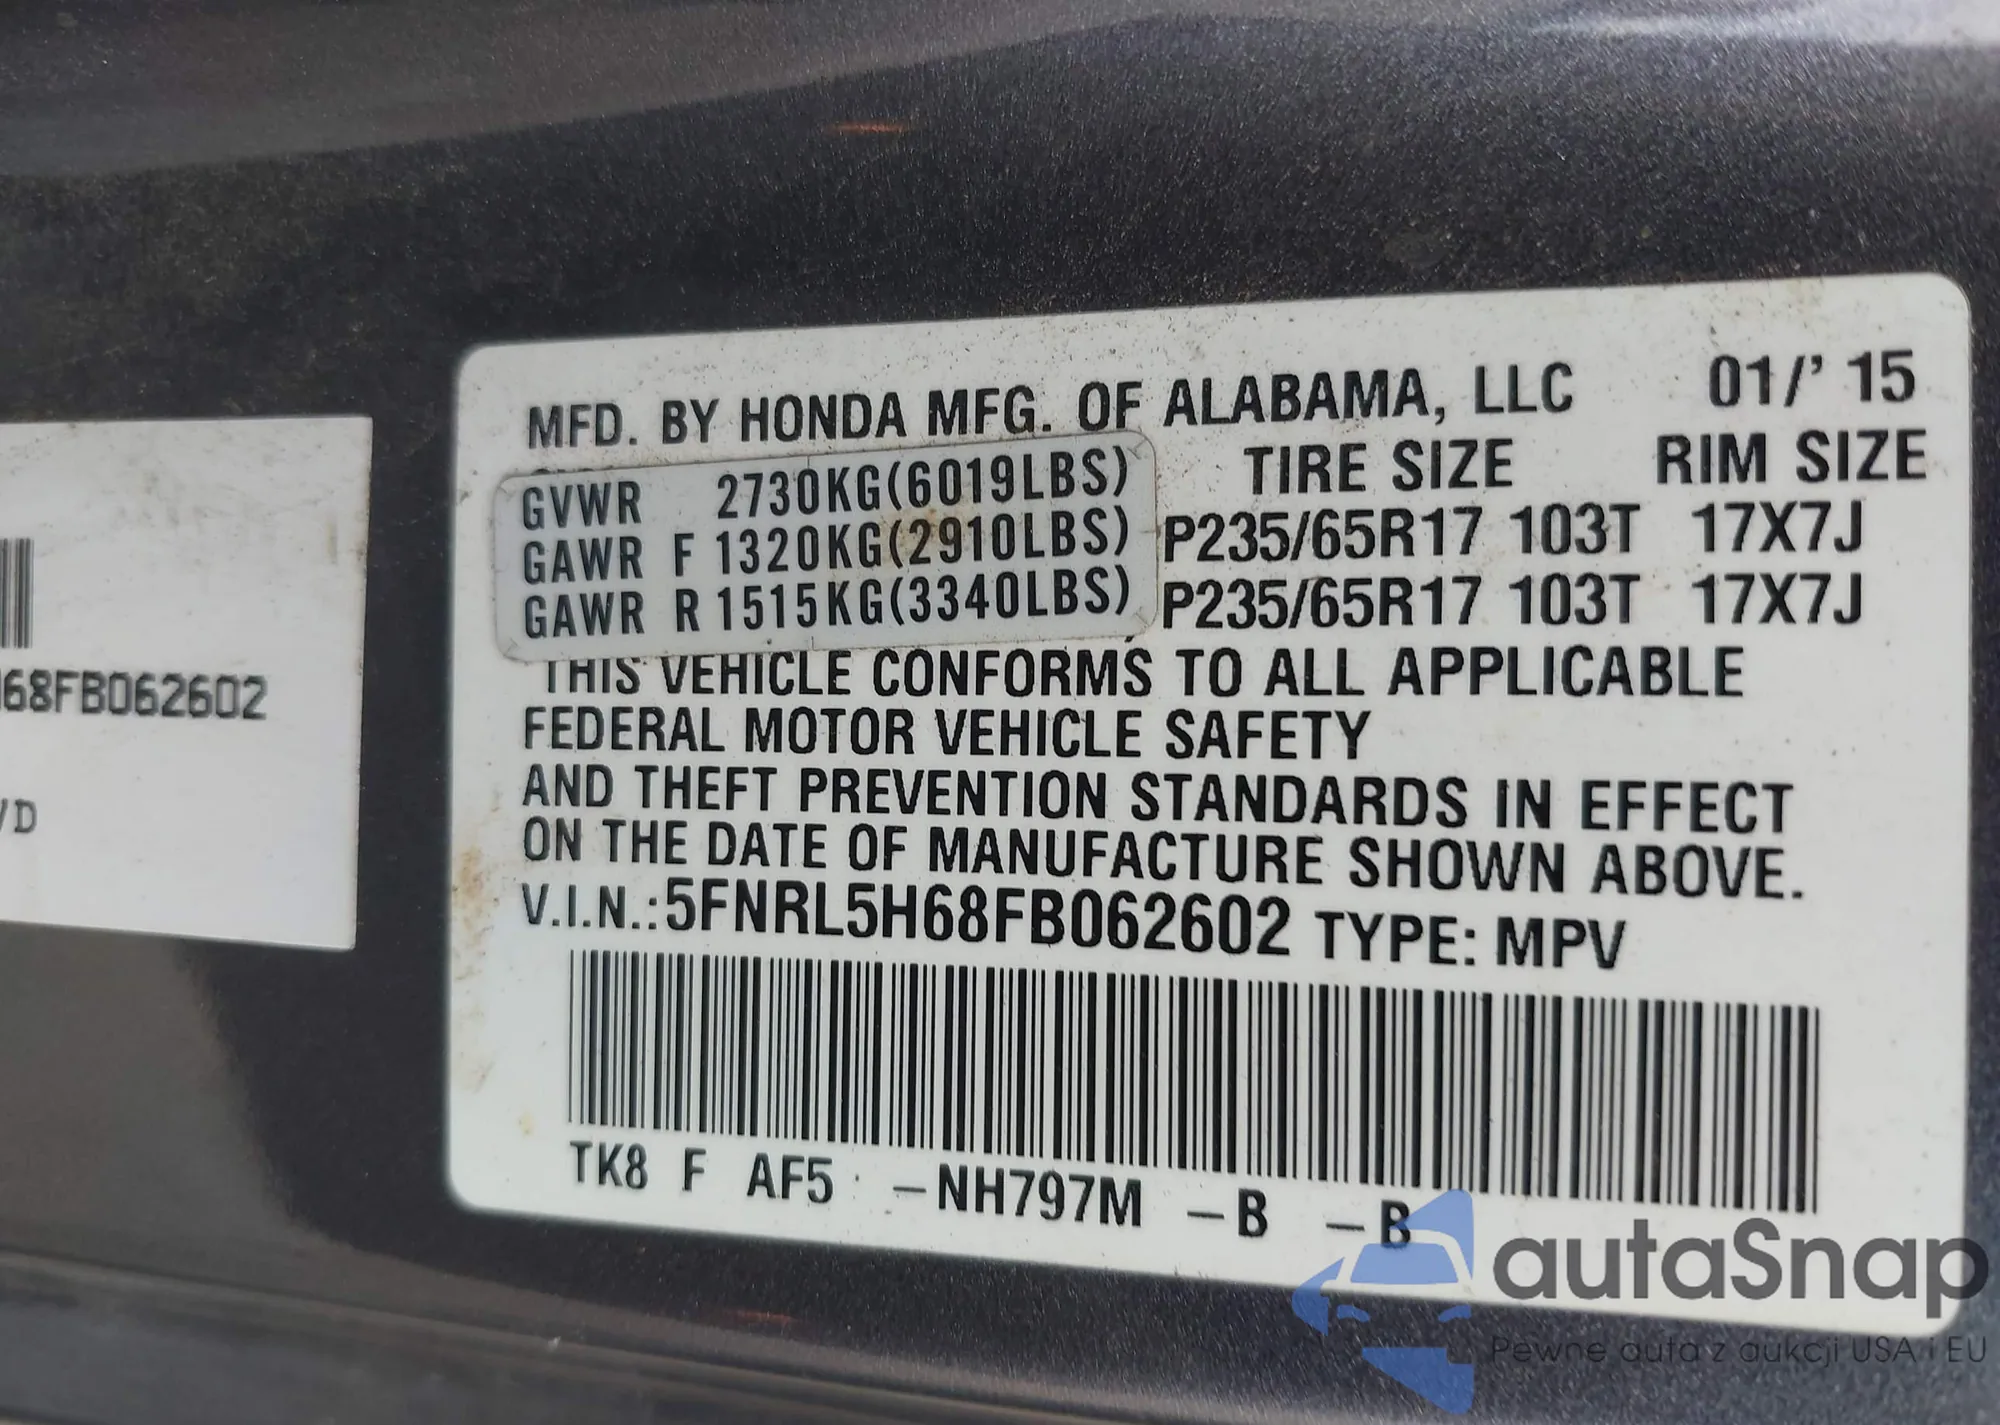 MFD. BY HONDA MFG. OF ALABAMA, LLC 01/' 15
TIRE SIZE RIM SIZE
GVWR 2730KG(6019LBS)
GAWR F 1320KG(2910LBS) P235/65R17 103T 17X7J
GAWR R 1515KG(3340LBS) P235/65R17 103T 17X7J
THIS VEHICLE CONFORMS TO ALL APPLICABLE
FEDERAL MOTOR VEHICLE SAFETY
AND THEFT PREVENTION STANDARDS IN EFFECT
ON THE DATE OF MANUFACTURE SHOWN ABOVE.
V.I.N.:5FNRL5H68FB062602 TYPE: MPV
TK8 F AF5 -NH797M -B -B
68FB062602
/D
autaSnap
Pewne auta z aukcji USA i EU